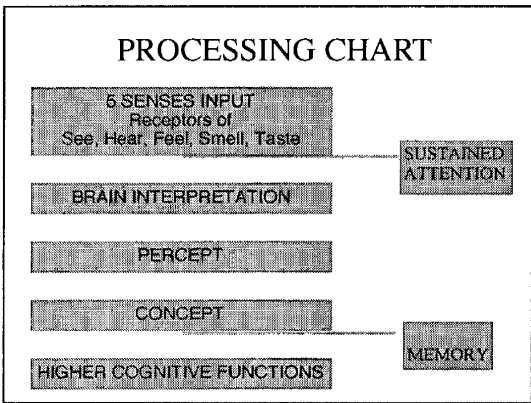 PROCESSING CHART
5 SENSES INPUT
Receptors of
See, Hear, Feel, Smell, Taste
SUSTAINED
ATTENTION
BRAIN INTERPRETATION
PERCEPT
CONCEPT
MEMORY
HIGHER COGNITIVE FUNCTIONS